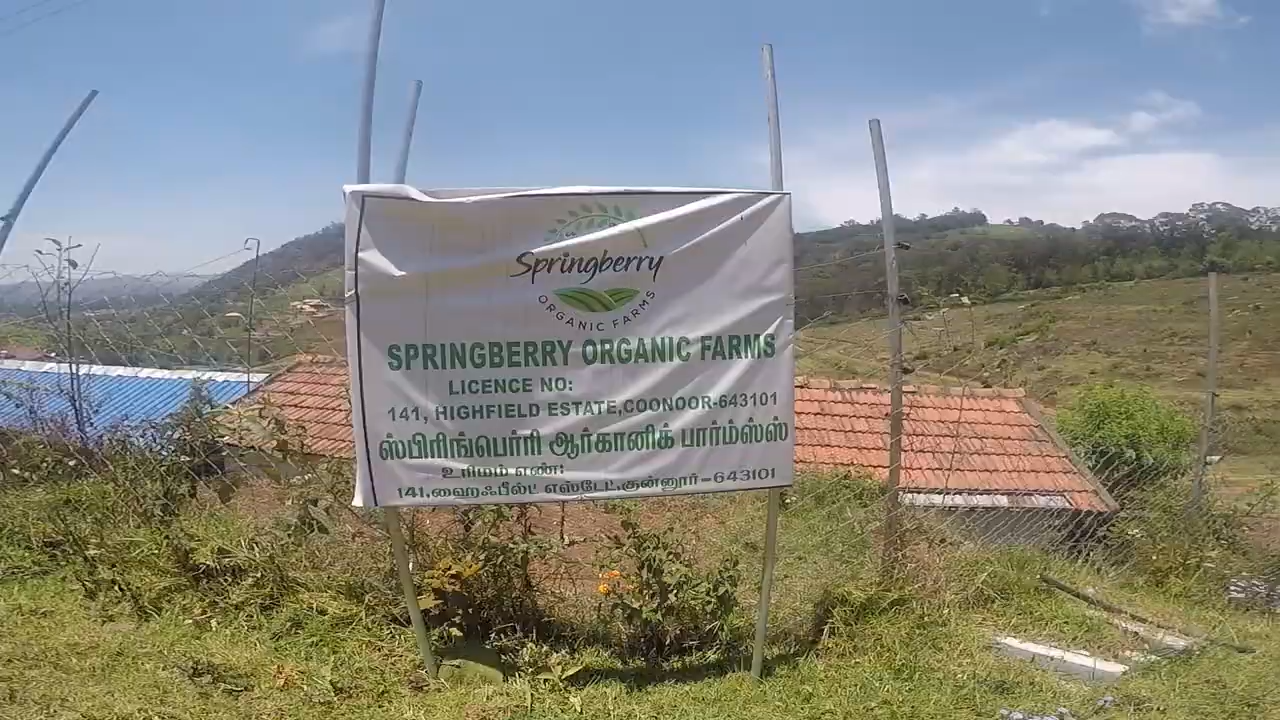 Springberry
ORGANIC FARMS
SPRINGBERRY ORGANIC FARMS
LICENCE NO:
141, HIGHFIELD ESTATE,COONOOR-643101
ஸ்பிரிங்பெர்ரி ஆர்கானிக் பார்ம்ஸ்ஸ்
உரிமம் எண்:
141,ஹைஃபீல்ட் எஸ்டேட்,குன்னூர்-643101